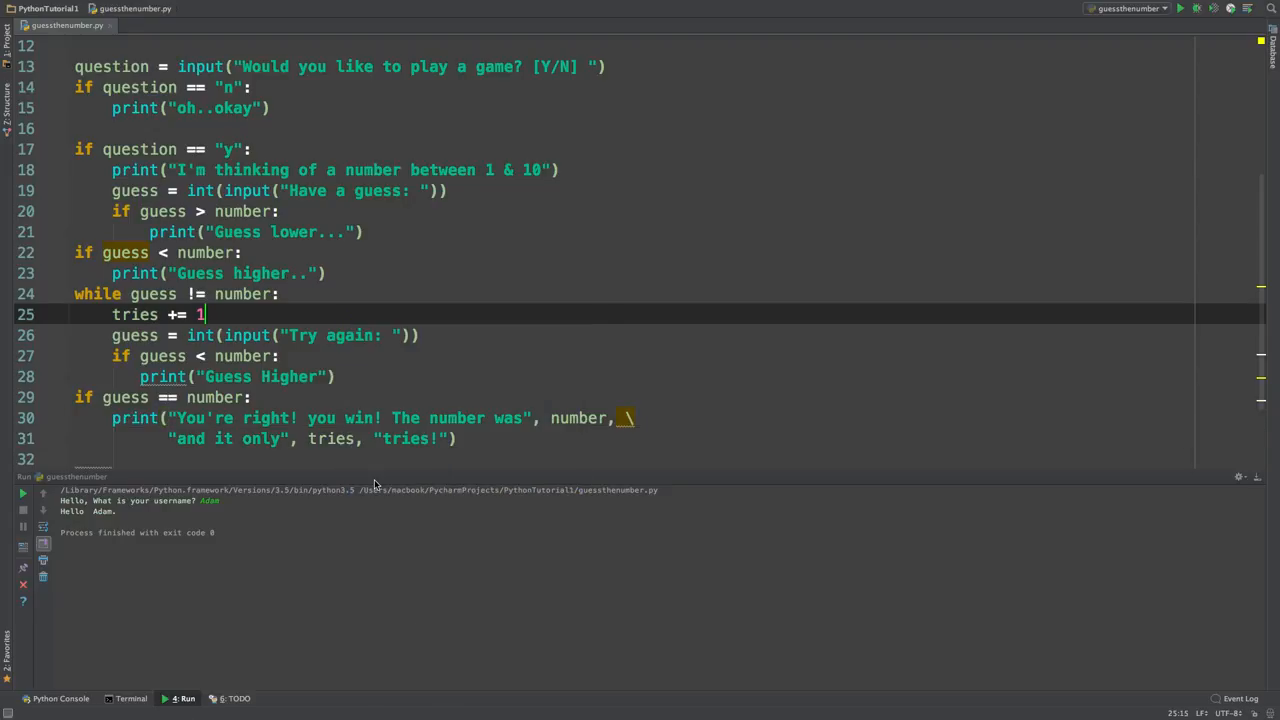 PythonTutorial1 guessthenumber.py guessthenumber
guessthenumber.py
1: Project
Z: Structure
2: Favorites
Database
12
13 question = input("Would you like to play a game? [Y/N] ")
14 if question == "n":
15 print("oh..okay")
16
17 if question == "y":
18 print("I'm thinking of a number between 1 & 10")
19 guess = int(input("Have a guess: "))
20 if guess > number:
21 print("Guess lower...")
22 if guess < number:
23 print("Guess higher..")
24 while guess != number:
25 tries += 1
26 guess = int(input("Try again: "))
27 if guess < number:
28 print("Guess Higher")
29 if guess == number:
30 print("You're right! you win! The number was", number, \
31 "and it only", tries, "tries!")
32
Run guessthenumber
/Library/Frameworks/Python.framework/Versions/3.5/bin/python3.5 /Users/macbook/PycharmProjects/PythonTutorial1/guessthenumber.py
Hello, What is your username? Adam
Hello  Adam.
Process finished with exit code 0
Python Console Terminal 4: Run 6: TODO Event Log
25:15 LF÷ UTF-8÷